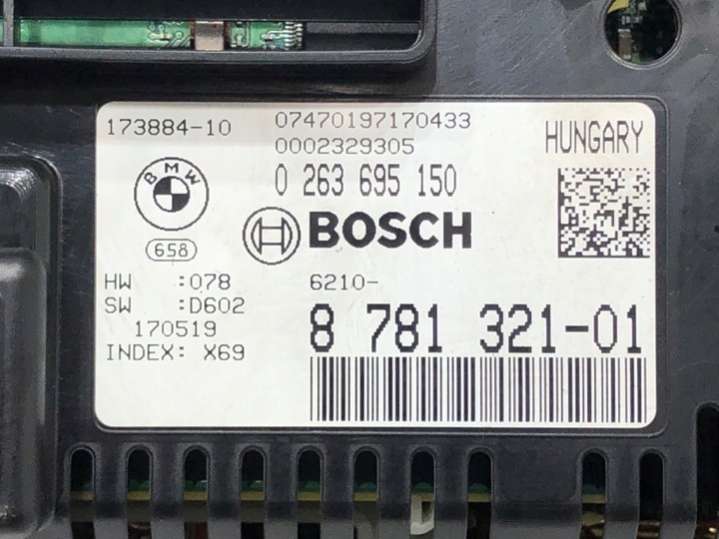 173884-10
07470197170433
0002329305
HUNGARY
BMW
0 263 695 150
BOSCH
658
HW :078
6210-
SW :D602
8 781 321-01
170519
INDEX: X69